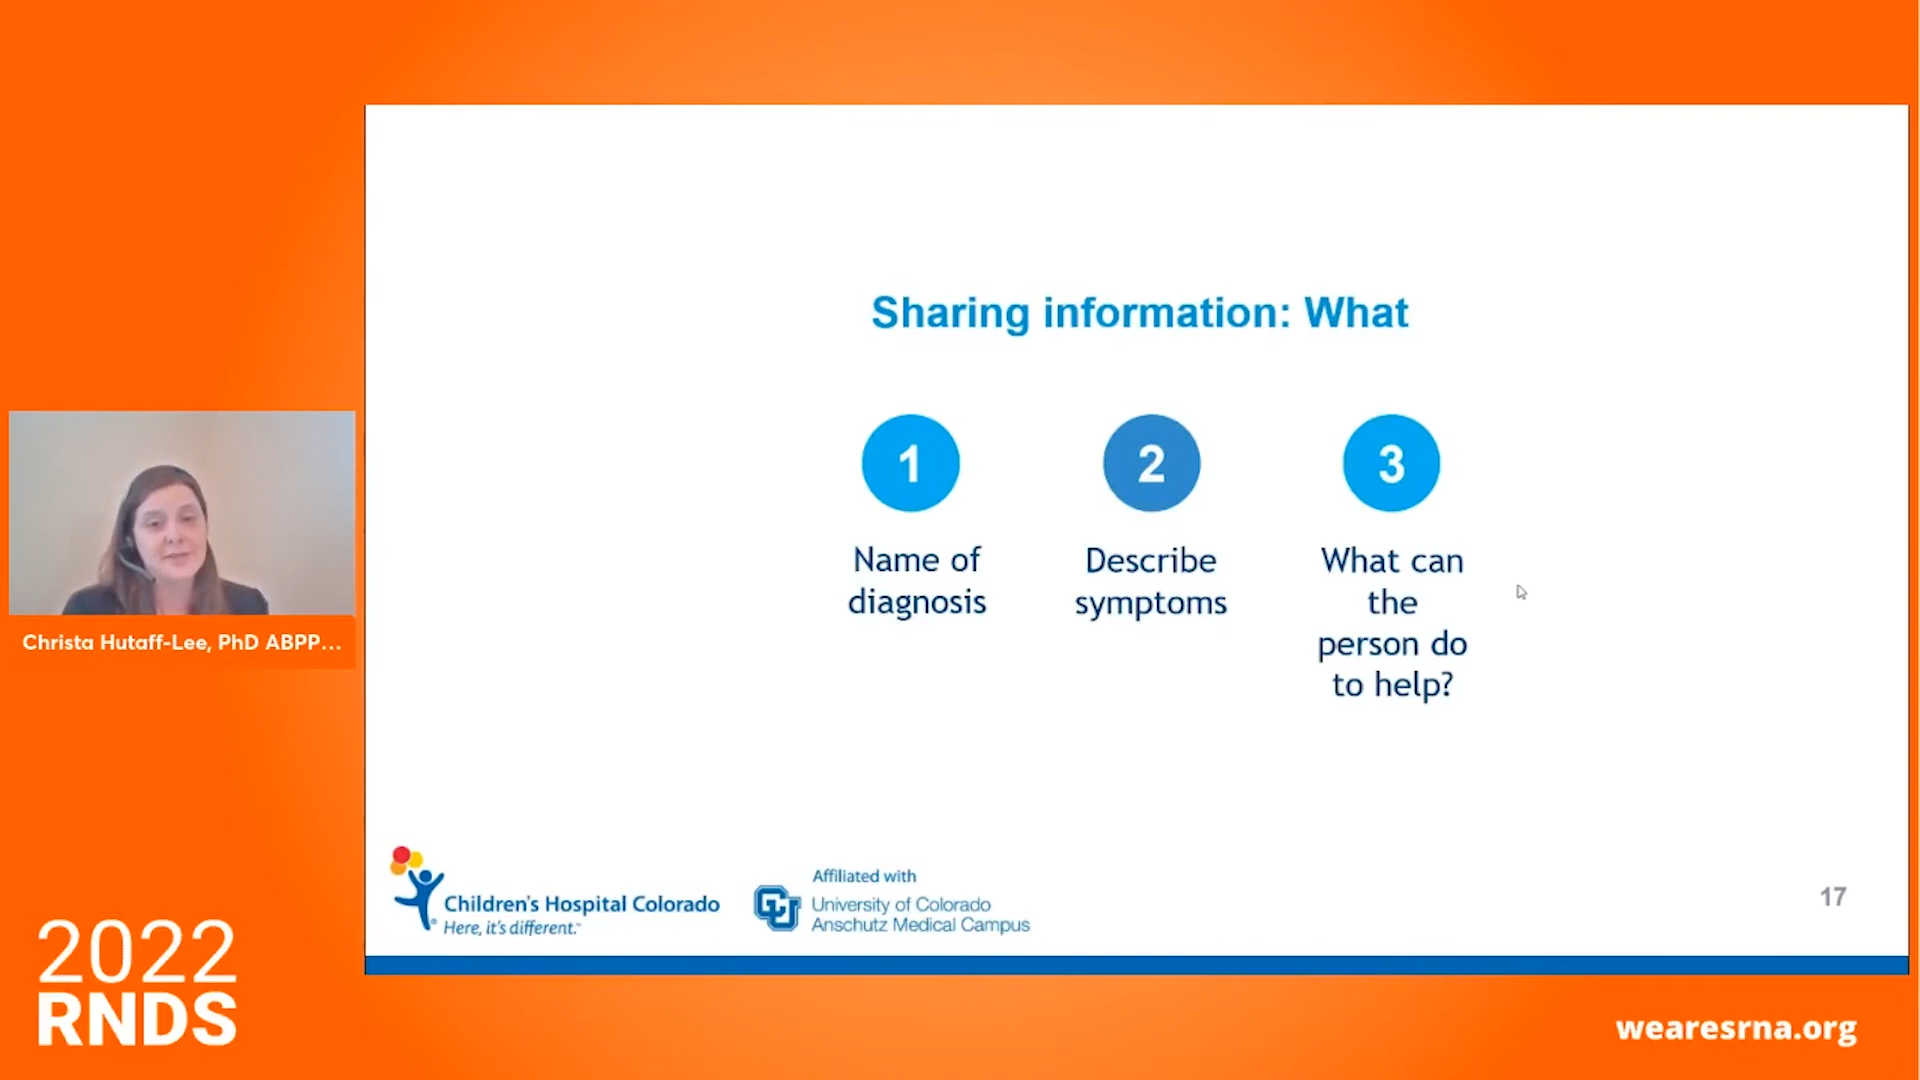 Sharing information: What
1
2
3
Name of
diagnosis
Describe
symptoms
What can
the
person do
to help?
Christa Hutaff-Lee, PhD ABPP...
Children's Hospital Colorado
Here, it's different.™
Affiliated with
CU
University of Colorado
Anschutz Medical Campus
17
2022
RNDS
wearesrna.org